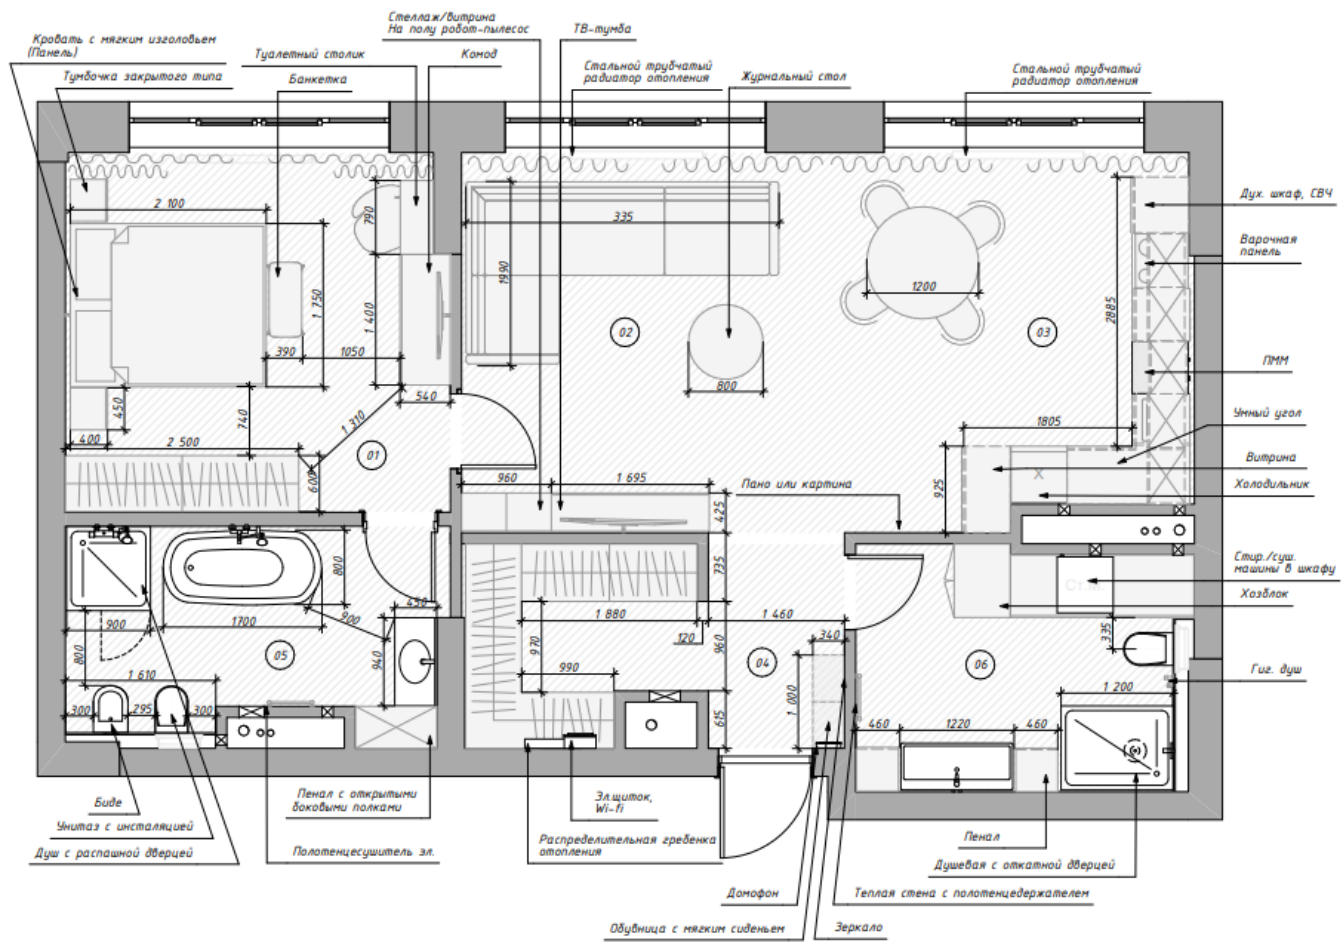 Стеллаж/витрина
На полу робот-пылесос
ТВ-тумба
Кровать с мягким изголовьем
(Панель)
Туалетный столик
Комод
Тумбочка закрытого типа
Банкетка
Стальной трубчатый
радиатор отопления
Журнальный стол
Стальной трубчатый
радиатор отопления
Дух. шкаф, СВЧ
Варочная
панель
ПММ
Умный угол
Витрина
Холодильник
Стир./суш.
машины в шкафу
Хозблок
Гиг. душ
2 100
790
335
1990
1200
2885
1 750
1 400
390
1050
02
03
800
540
450
740
1 310
400
2 500
01
600
960
1 695
1805
925
Пано или картина
425
735
800
900
1700
450
900
1 880
120
1 460
970
960
340
335
05
940
04
06
800
1 610
990
1 000
1 200
300
295
300
615
460
1220
460
Ст.м.
Биде
Унитаз с инсталяцией
Душ с распашной дверцей
Пенал с открытыми
боковыми полками
Полотенцесушитель эл.
Эл.щиток,
Wi-fi
Распределительная гребенка
отопления
Пенал
Душевая с откатной дверцей
Домофон
Теплая стена с полотенцедержателем
Обувница с мягким сиденьем
Зеркало